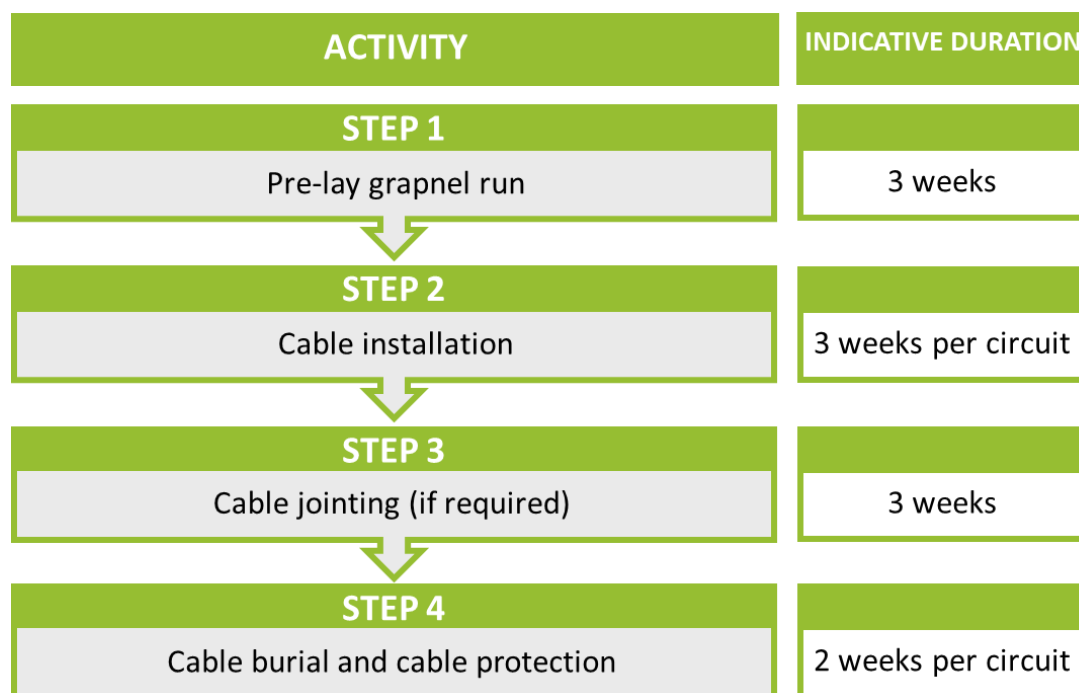 ACTIVITY
INDICATIVE DURATION
STEP 1
Pre-lay grapnel run
3 weeks
STEP 2
Cable installation
3 weeks per circuit
STEP 3
Cable jointing (if required)
3 weeks
STEP 4
Cable burial and cable protection
2 weeks per circuit